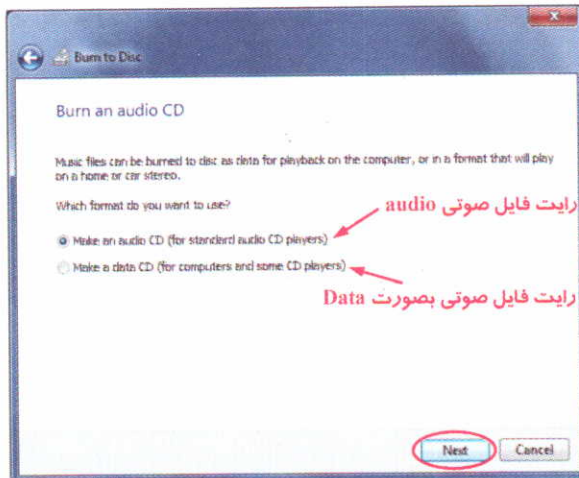 Burn to Disc
Burn an audio CD
Music files can be burned to disc as data for playback on the computer, or in a format that will play
on a home or car stereo.
Which format do you want to use?
رایت فایل صوتی audio
Make an audio CD (for standard audio CD players)
Make a data CD (for computers and some CD players)
رایت فایل صوتی بصورت Data
Next
Cancel